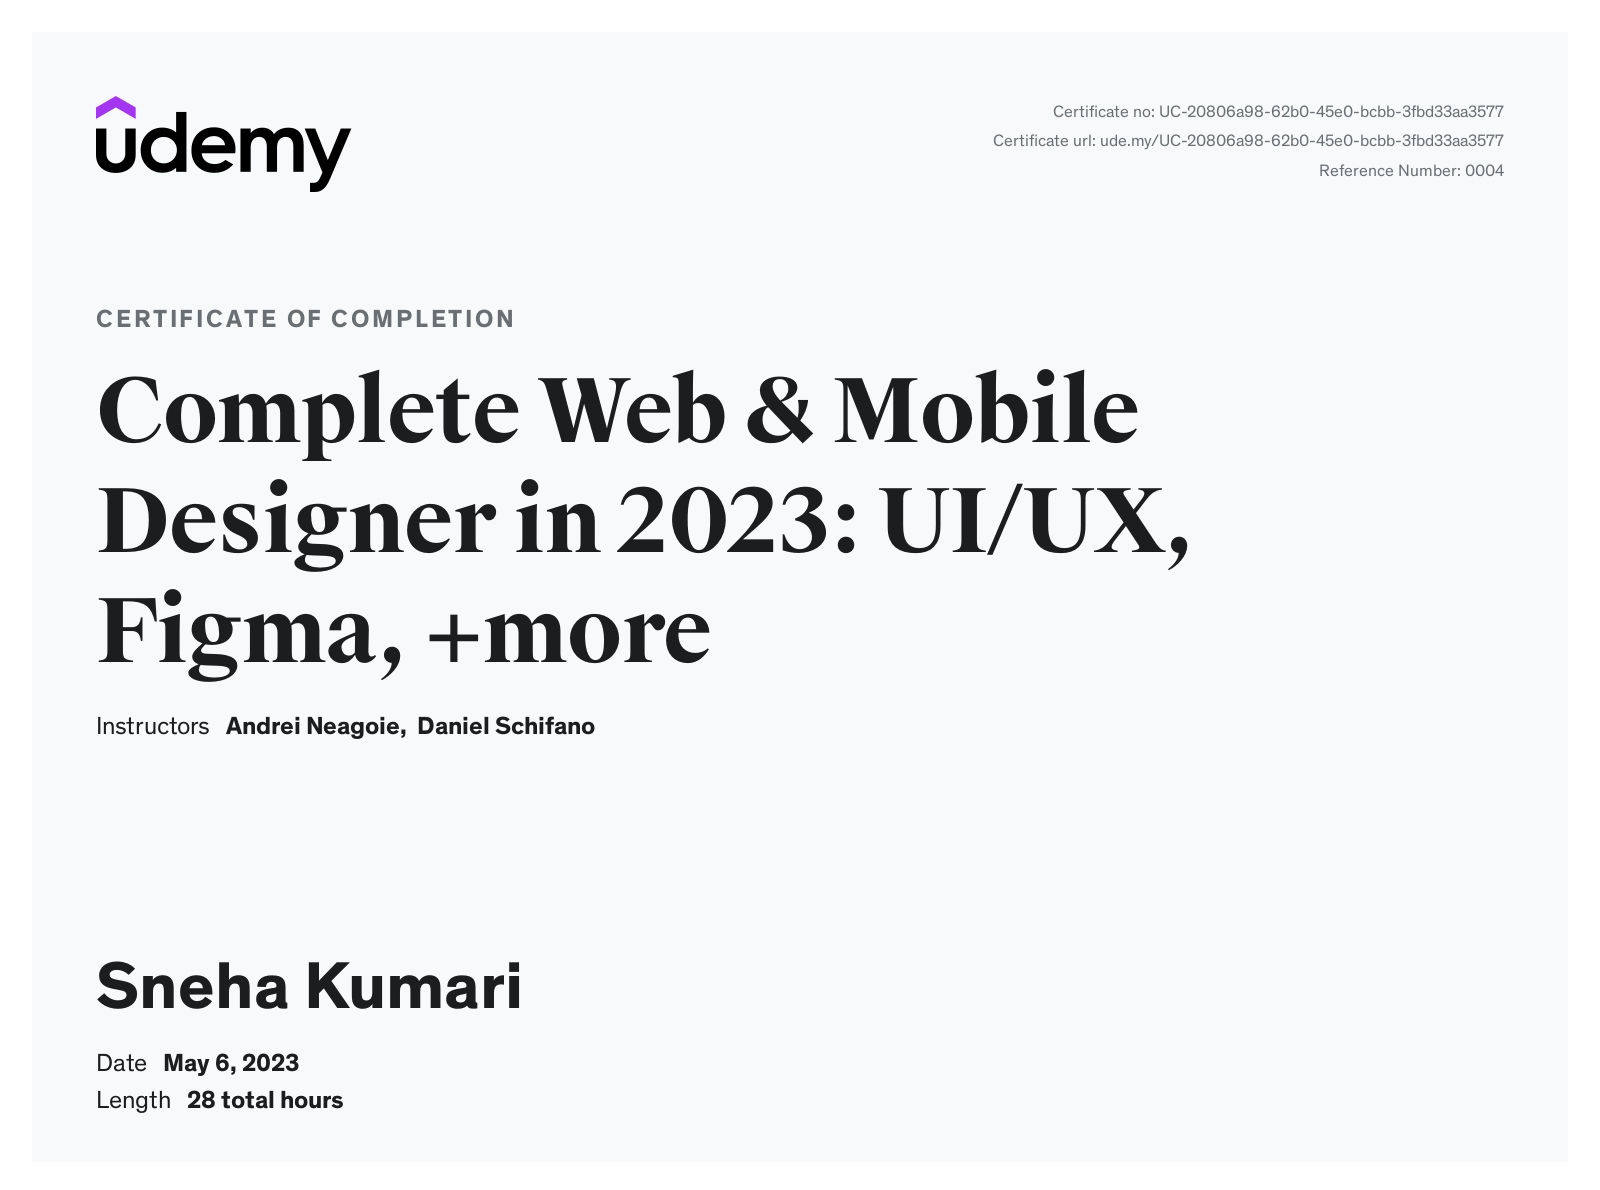 udemy
Certificate no: UC-20806a98-62b0-45e0-bcbb-3fbd33aa3577
Certificate url: ude.my/UC-20806a98-62b0-45e0-bcbb-3fbd33aa3577
Reference Number: 0004
CERTIFICATE OF COMPLETION
Complete Web & Mobile
Designer in 2023: UI/UX,
Figma, +more
Instructors Andrei Neagoie, Daniel Schifano
Sneha Kumari
Date May 6, 2023
Length 28 total hours